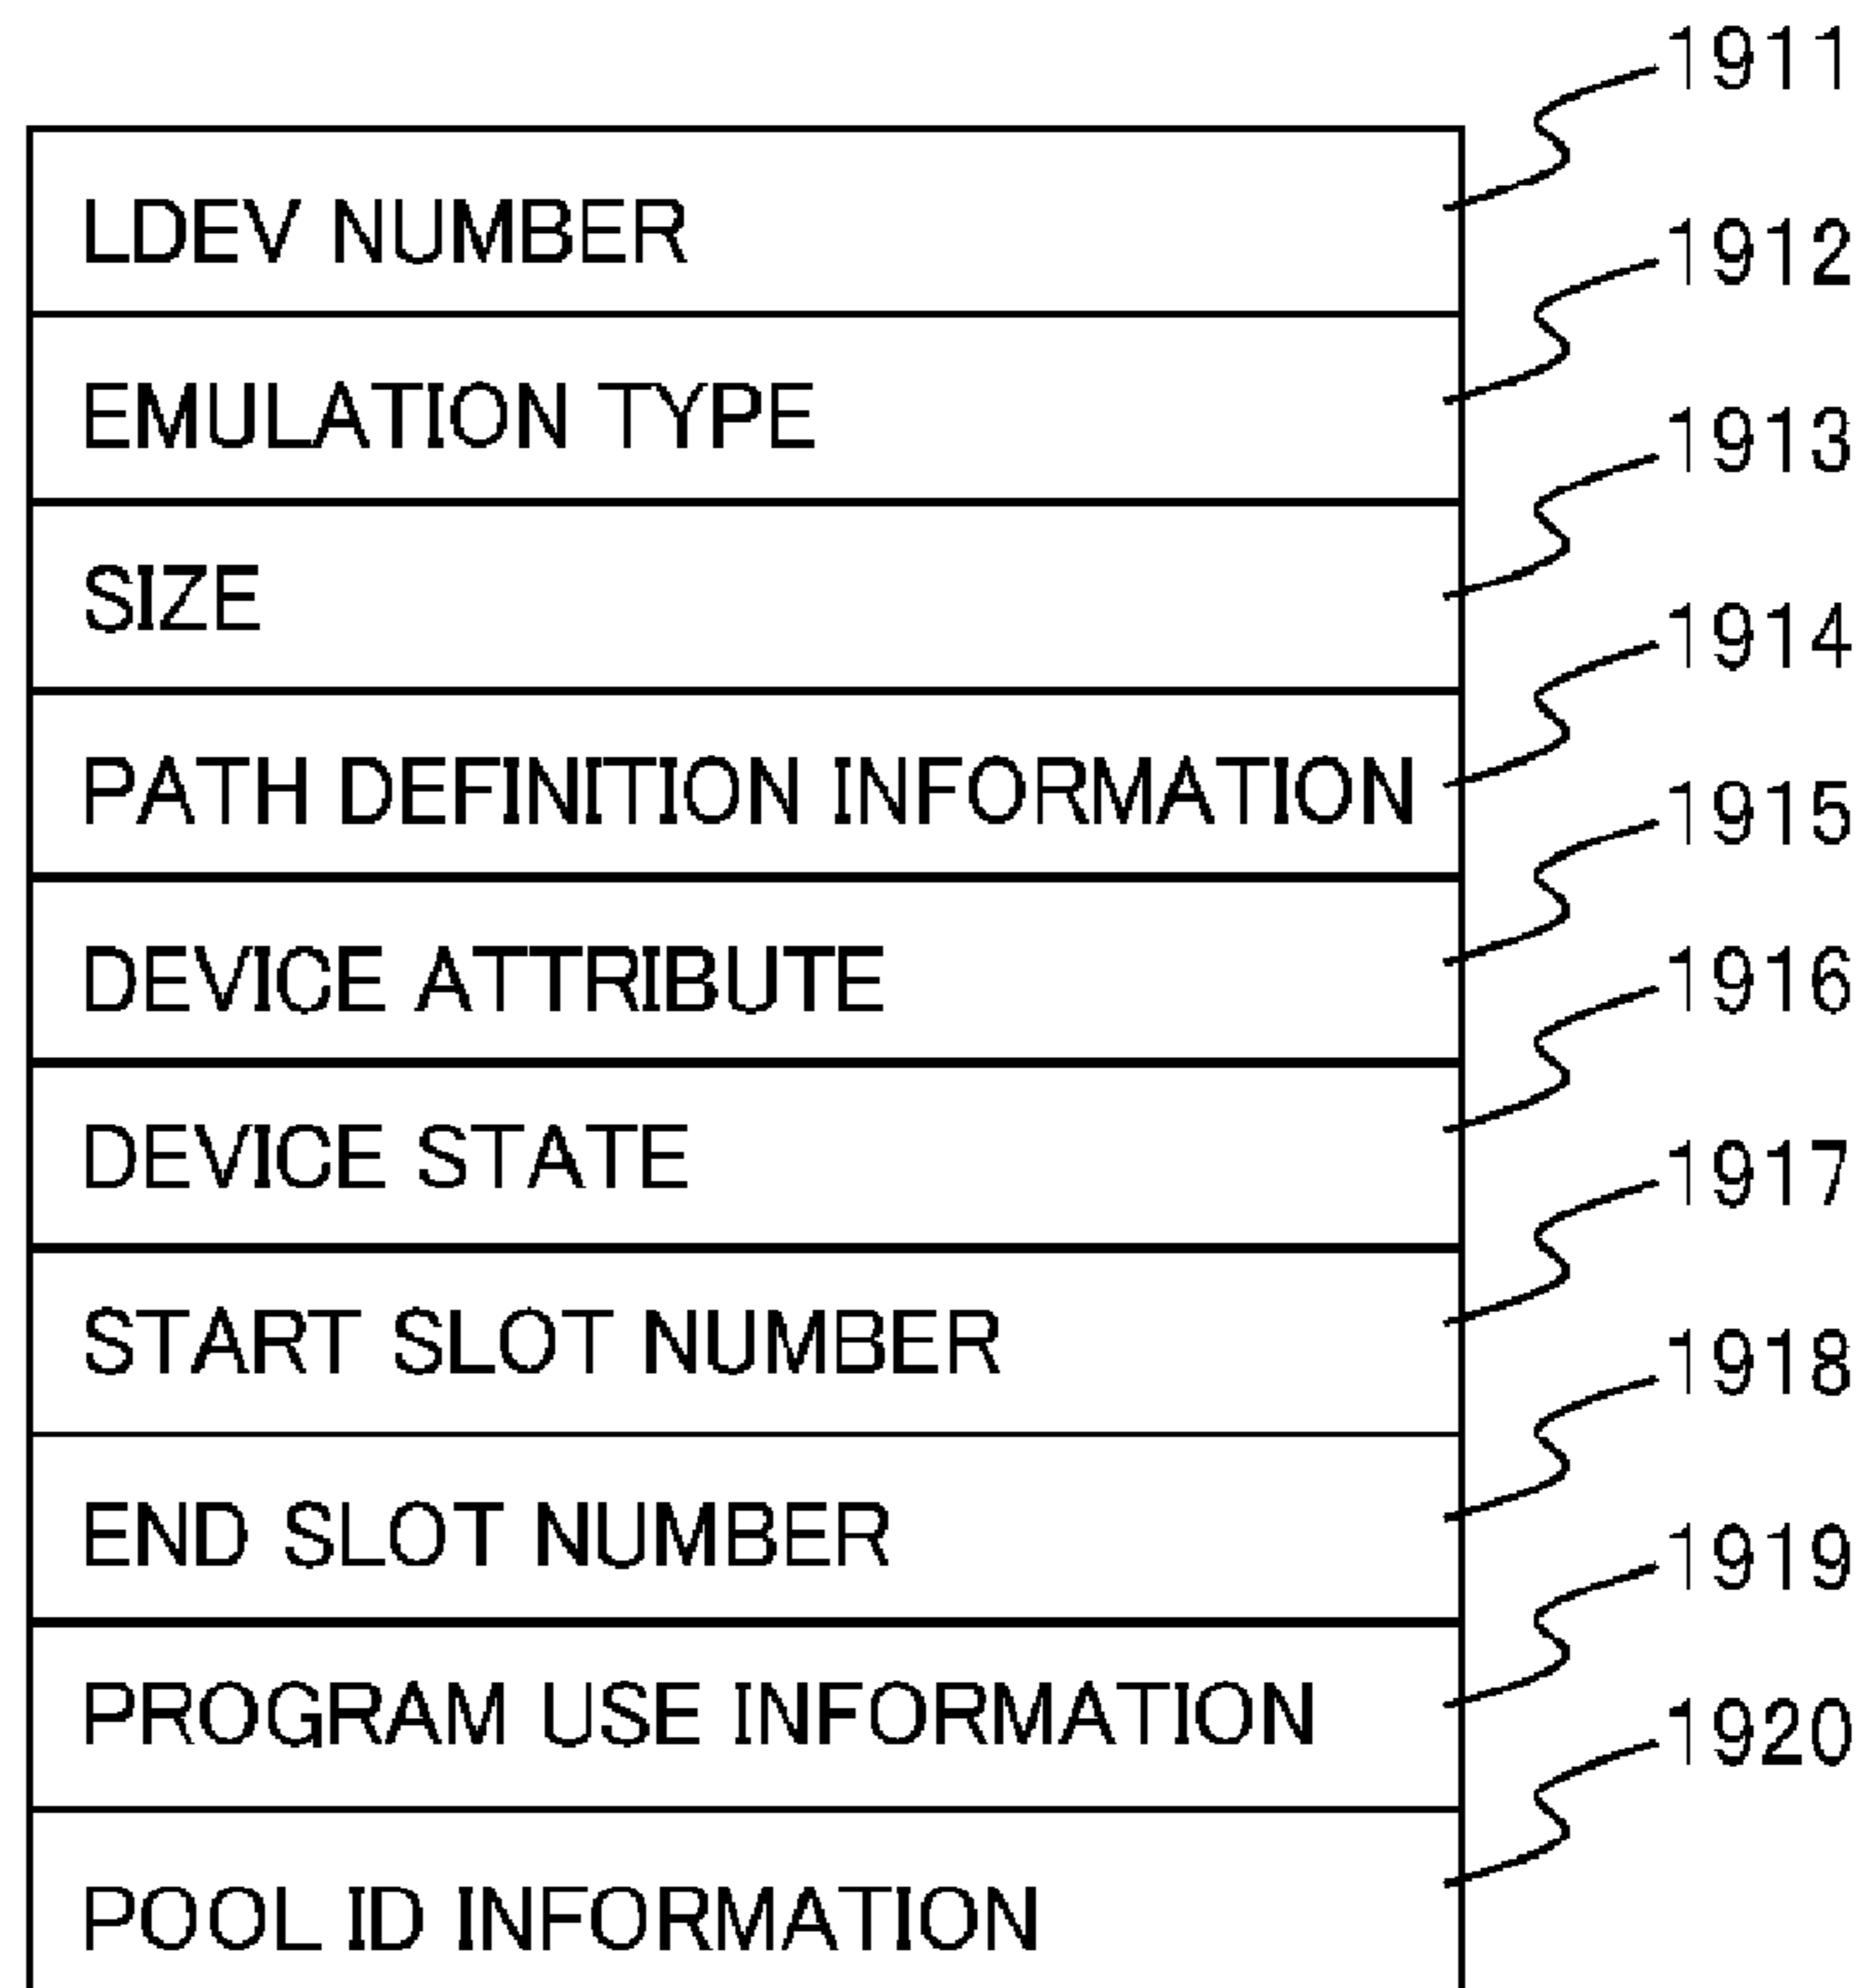 1911
LDEV NUMBER
1912
EMULATION TYPE
1913
SIZE
1914
PATH DEFINITION INFORMATION
1915
DEVICE ATTRIBUTE
1916
DEVICE STATE
1917
START SLOT NUMBER
1918
END SLOT NUMBER
1919
PROGRAM USE INFORMATION
1920
POOL ID INFORMATION